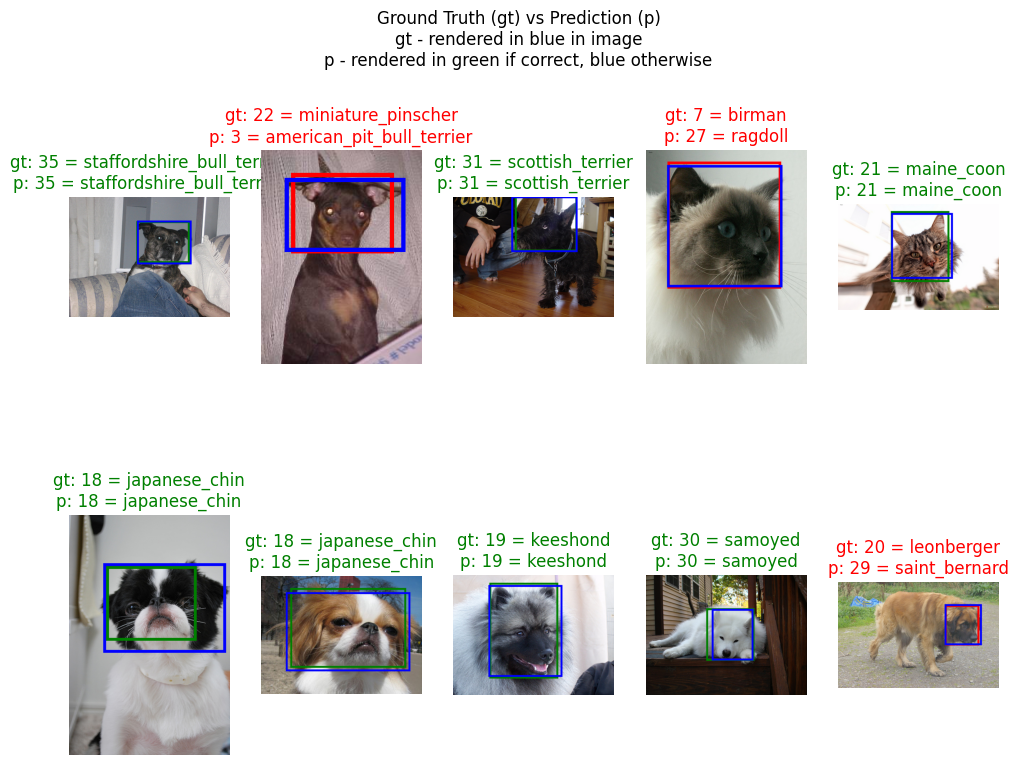 Ground Truth (gt) vs Prediction (p)
gt - rendered in blue in image
p - rendered in green if correct, blue otherwise
gt: 35 = staffordshire_bull_terr
p: 35 = staffordshire_bull_terr
gt: 22 = miniature_pinscher
p: 3 = american_pit_bull_terrier
gt: 31 = scottish_terrier
p: 31 = scottish_terrier
gt: 7 = birman
p: 27 = ragdoll
gt: 21 = maine_coon
p: 21 = maine_coon
gt: 18 = japanese_chin
p: 18 = japanese_chin
gt: 18 = japanese_chin
p: 18 = japanese_chin
gt: 19 = keeshond
p: 19 = keeshond
gt: 30 = samoyed
p: 30 = samoyed
gt: 20 = leonberger
p: 29 = saint_bernard